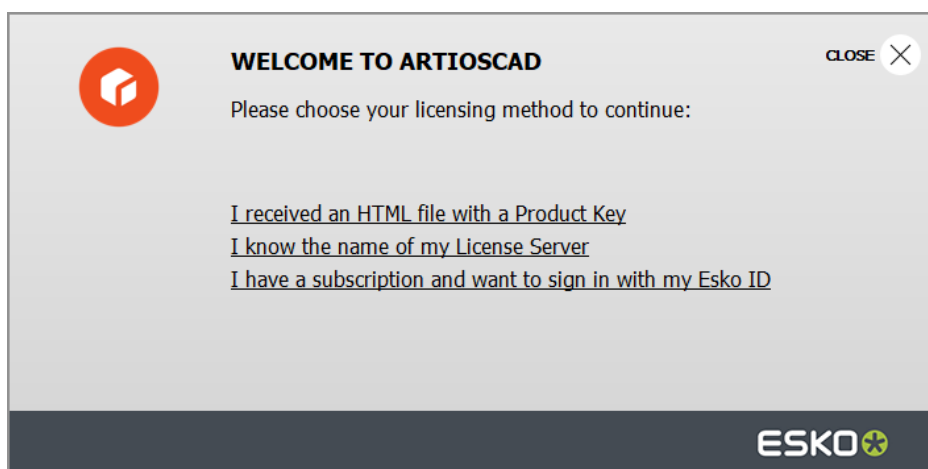 WELCOME TO ARTIOSCAD
CLOSE
Please choose your licensing method to continue:
I received an HTML file with a Product Key
I know the name of my License Server
I have a subscription and want to sign in with my Esko ID
ESKO